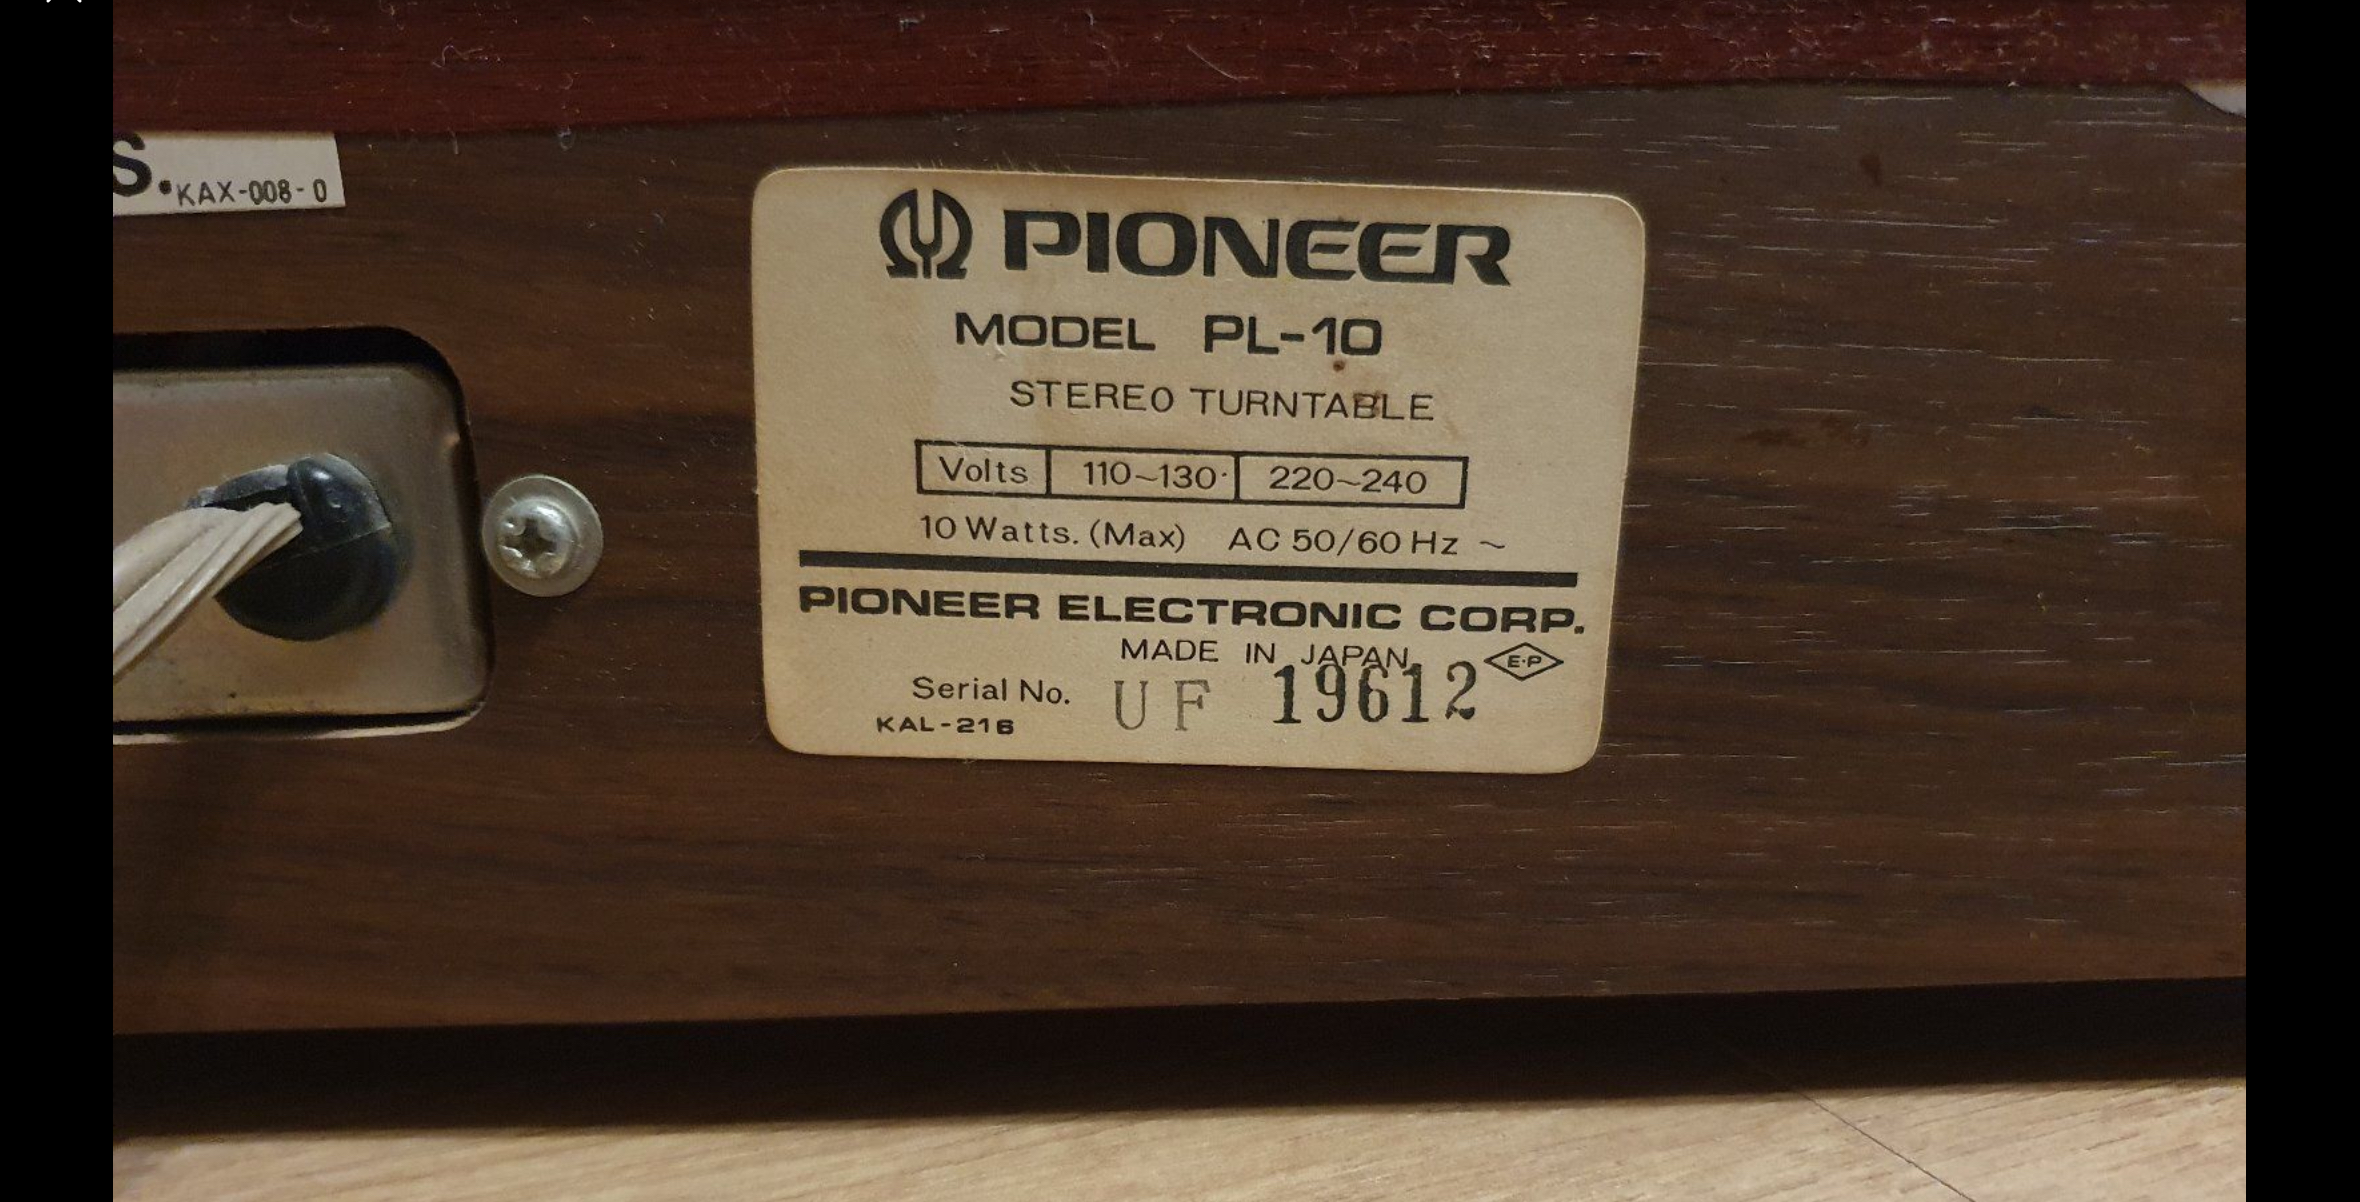 S.KAX-008-0
PIONEER
MODEL PL-10
STEREO TURNTABLE
Volts 110~130 220~240
10 Watts. (Max) AC 50/60 Hz ~
PIONEER ELECTRONIC CORP.
MADE IN JAPAN E·P
Serial No. UF 19612
KAL-216